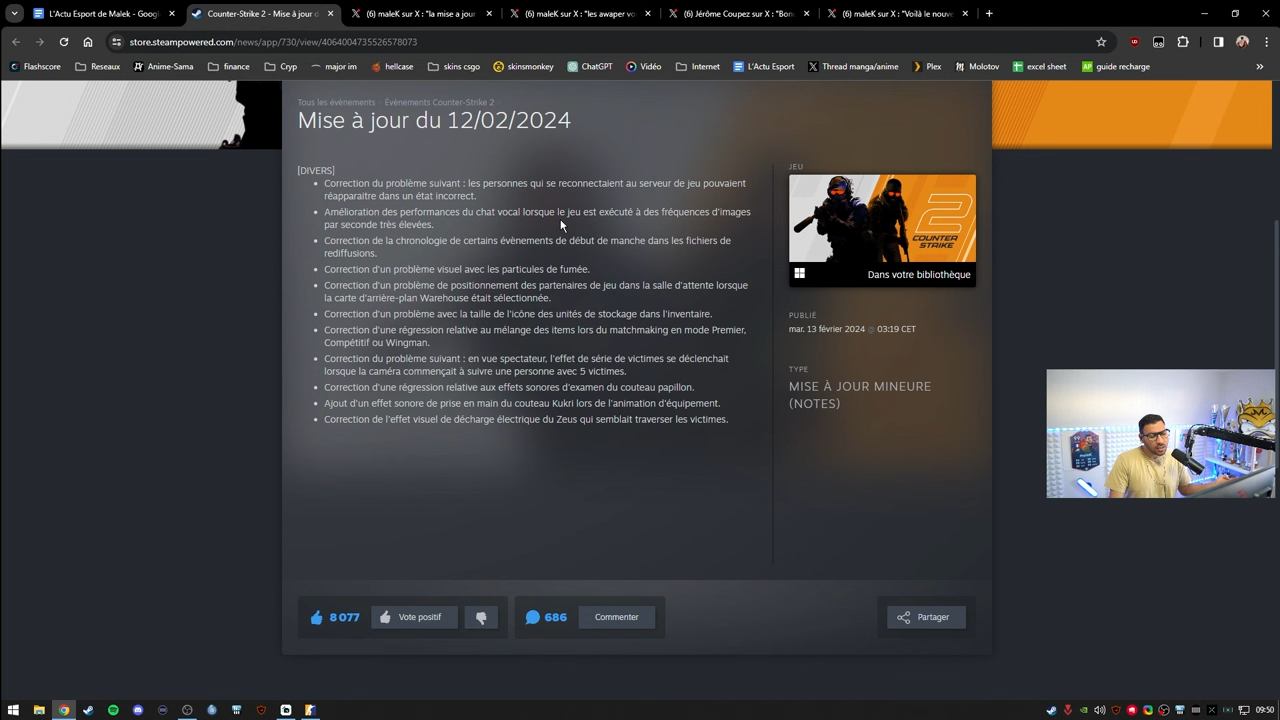 L'Actu Esport de Malek - Googl
Counter-Strike 2 - Mise à jour d
(6) maleK sur X : "la mise a jour
(6) maleK sur X : "les awaper vo
(6) Jérôme Coupez sur X : "Bon
(6) maleK sur X : "Voilà le nouve
store.steampowered.com/news/app/730/view/4064004735526578073
Flashscore
Reseaux
Anime-Sama
finance
Cryp
major im
hellcase
skins csgo
skinsmonkey
ChatGPT
Vidéo
Internet
L'Actu Esport
Thread manga/anime
Plex
Molotov
excel sheet
guide recharge
Tous les évènements
Évènements Counter-Strike 2
Mise à jour du 12/02/2024
[DIVERS]
Correction du problème suivant : les personnes qui se reconnectaient au serveur de jeu pouvaient
réapparaitre dans un état incorrect.
Amélioration des performances du chat vocal lorsque le jeu est exécuté à des fréquences d'images
par seconde très élevées.
Correction de la chronologie de certains évènements de début de manche dans les fichiers de
rediffusions.
Correction d'un problème visuel avec les particules de fumée.
Correction d'un problème de positionnement des partenaires de jeu dans la salle d'attente lorsque
la carte d'arrière-plan Warehouse était sélectionnée.
Correction d'un problème avec la taille de l'icône des unités de stockage dans l'inventaire.
Correction d'une régression relative au mélange des items lors du matchmaking en mode Premier,
Compétitif ou Wingman.
Correction du problème suivant : en vue spectateur, l'effet de série de victimes se déclenchait
lorsque la caméra commençait à suivre une personne avec 5 victimes.
Correction d'une régression relative aux effets sonores d'examen du couteau papillon.
Ajout d'un effet sonore de prise en main du couteau Kukri lors de l'animation d'équipement.
Correction de l'effet visuel de décharge électrique du Zeus qui semblait traverser les victimes.
JEU
2
COUNTER
STRIKE
Dans votre bibliothèque
PUBLIÉ
mar. 13 février 2024 @ 03:19 CET
TYPE
MISE À JOUR MINEURE
(NOTES)
8 077
Vote positif
686
Commenter
Partager
09:50